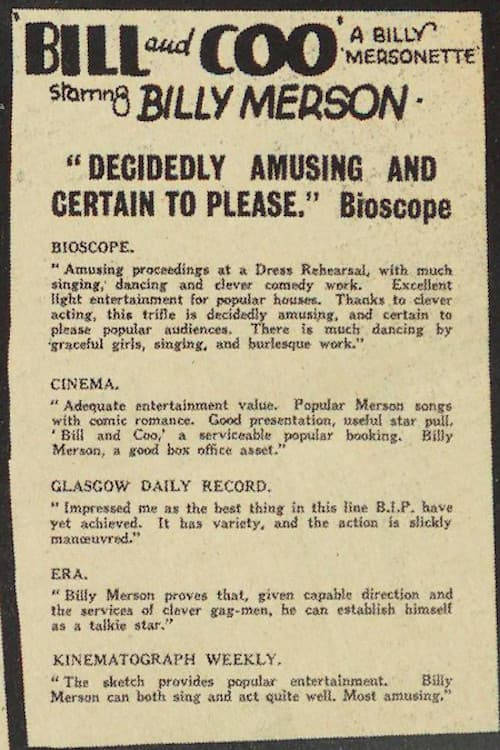 'BILL and COO' A BILLY
'MERSONETTE'
starring BILLY MERSON.
"DECIDEDLY AMUSING AND
CERTAIN TO PLEASE." Bioscope
BIOSCOPE.
"Amusing proceedings at a Dress Rehearsal, with much
singing, dancing and clever comedy work. Excellent
light entertainment for popular houses. Thanks to clever
acting, this trifle is decidedly amusing, and certain to
please popular audiences. There is much dancing by
graceful girls, singing, and burlesque work."
CINEMA.
"Adequate entertainment value. Popular Merson songs
with comic romance. Good presentation, useful star pull.
'Bill and Coo,' a serviceable popular booking. Billy
Merson, a good box office asset."
GLASGOW DAILY RECORD.
"Impressed me as the best thing in this line B.I.P. have
yet achieved. It has variety, and the action is slickly
manœuvred."
ERA.
"Billy Merson proves that, given capable direction and
the services of clever gag-men, he can establish himself
as a talkie star."
KINEMATOGRAPH WEEKLY.
"The sketch provides popular entertainment. Billy
Merson can both sing and act quite well. Most amusing."